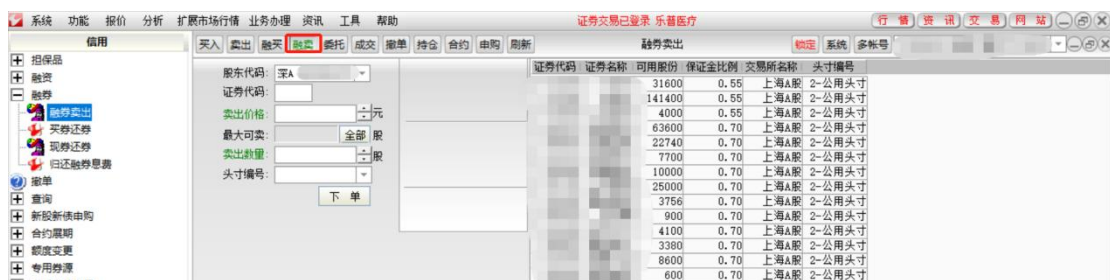 系统 功能 报价 分析 扩展市场行情 业务办理 资讯 工具 帮助 证券交易已登录 乐普医疗 行情 资讯 交易 网站
信用 买入 卖出 融买 融卖 委托 成交 撤单 持仓 合约 申购 刷新 融券卖出 锁定 系统 多帐号
担保品
融资
融券
融券卖出
买券还券
现券还券
归还融券息费
撤单
查询
新股新债申购
合约展期
额度变更
专用券源
股东代码: 深A
证券代码:
卖出价格: 元
最大可卖: 全部 股
卖出数量: 股
头寸编号:
下 单
证券代码 证券名称 可用股份 保证金比例 交易所名称 头寸编号
31600 0.55 上海A股 2-公用头寸
141400 0.55 上海A股 2-公用头寸
4000 0.55 上海A股 2-公用头寸
63600 0.70 上海A股 2-公用头寸
22740 0.70 上海A股 2-公用头寸
7700 0.70 上海A股 2-公用头寸
10000 0.70 上海A股 2-公用头寸
25000 0.70 上海A股 2-公用头寸
3756 0.70 上海A股 2-公用头寸
900 0.70 上海A股 2-公用头寸
4100 0.70 上海A股 2-公用头寸
3380 0.70 上海A股 2-公用头寸
8600 0.70 上海A股 2-公用头寸
600 0.70 上海A股 2-公用头寸